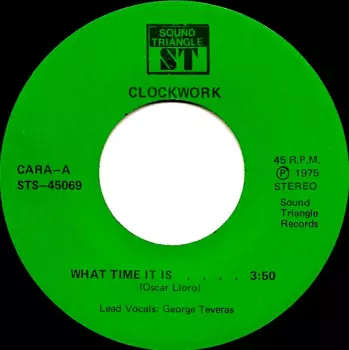 SOUND
TRIANGLE
ST
CLOCKWORK
CARA-A
STS-45069
45 R.P.M.
Ⓟ 1975
STEREO
Sound
Triangle
Records
WHAT TIME IT IS . . . . 3:50
(Oscar Lloro)
Lead Vocals: George Teveras